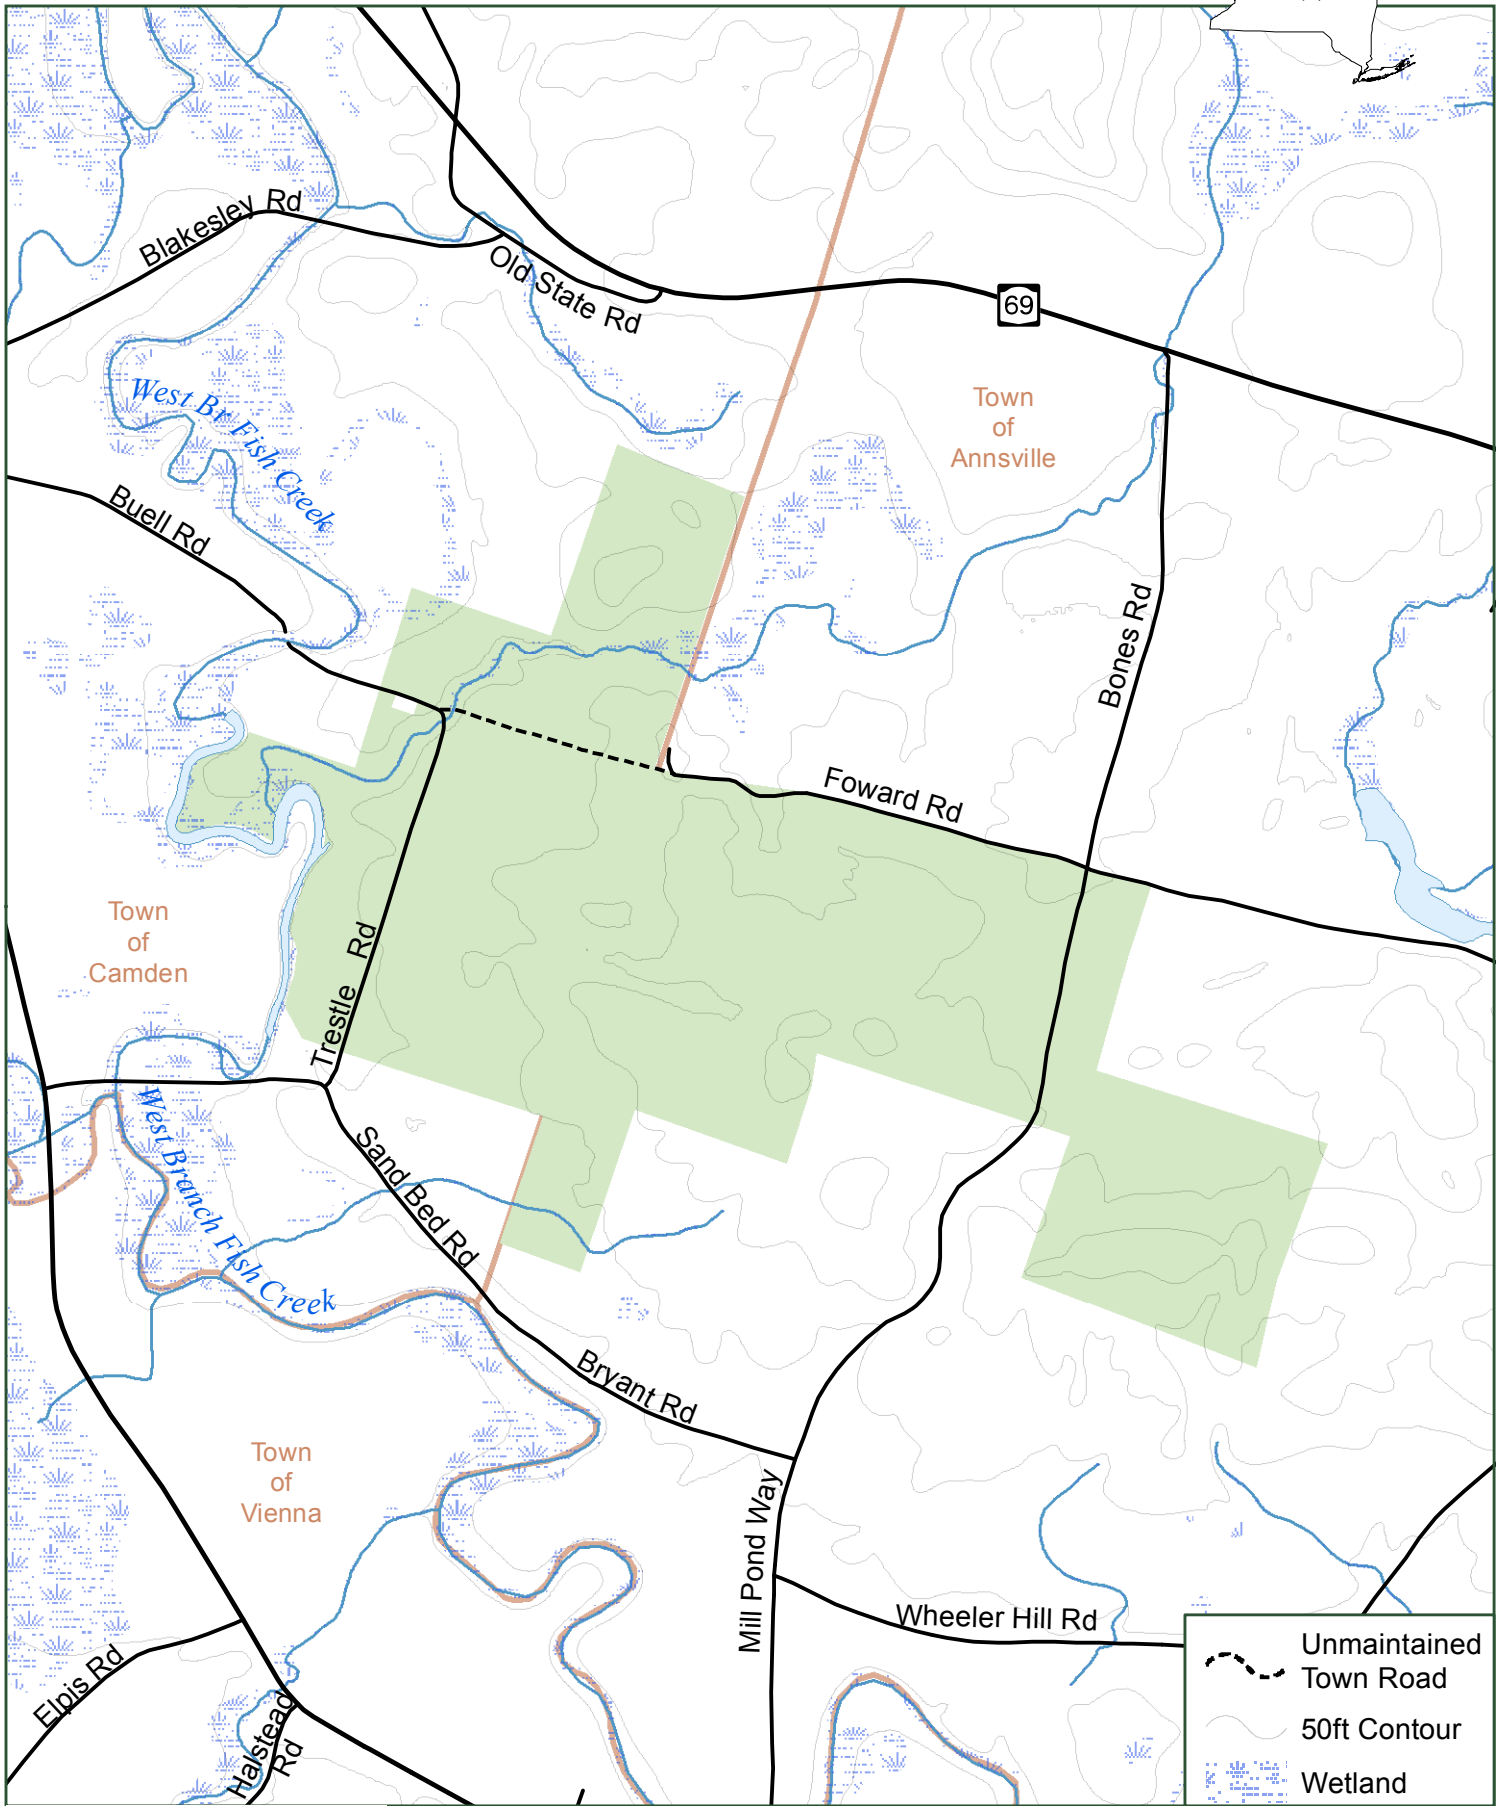 Blakesley Rd
Old State Rd
69
West Br Fish Creek
Town
of
Annsville
Buell Rd
Bones Rd
Foward Rd
Town
of
Camden
Trestle Rd
West Branch Fish Creek
Sand Bed Rd
Bryant Rd
Town
of
Vienna
Mill Pond Way
Wheeler Hill Rd
Elpis Rd
Halstead
Rd
Unmaintained
Town Road
50ft Contour
Wetland